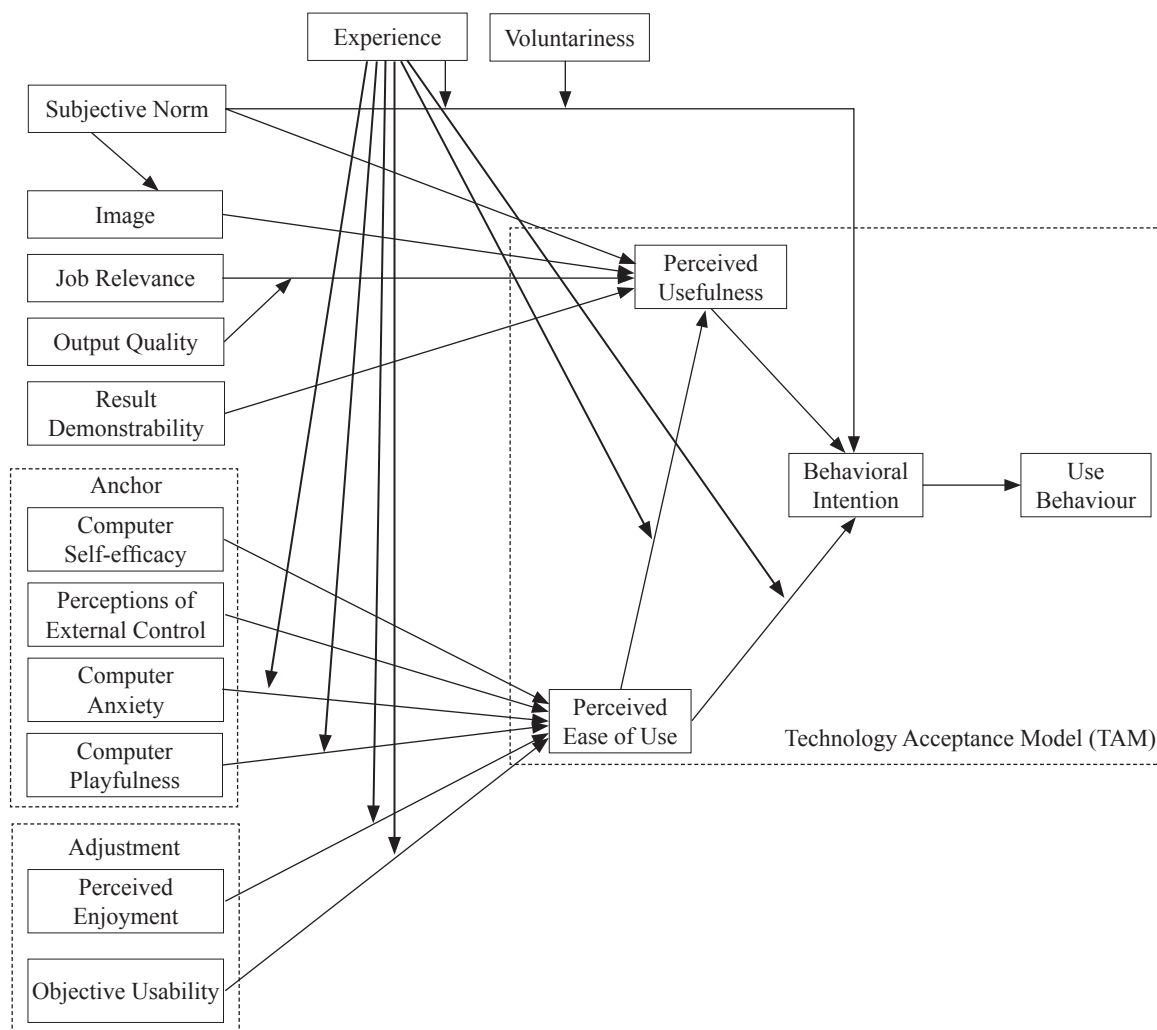 Experience
Voluntariness
Subjective Norm
Image
Job Relevance
Output Quality
Result
Demonstrability
Perceived
Usefulness
Behavioral
Intention
Use
Behaviour
Anchor
Computer
Self-efficacy
Perceptions of
External Control
Computer
Anxiety
Computer
Playfulness
Perceived
Ease of Use
Technology Acceptance Model (TAM)
Adjustment
Perceived
Enjoyment
Objective Usability